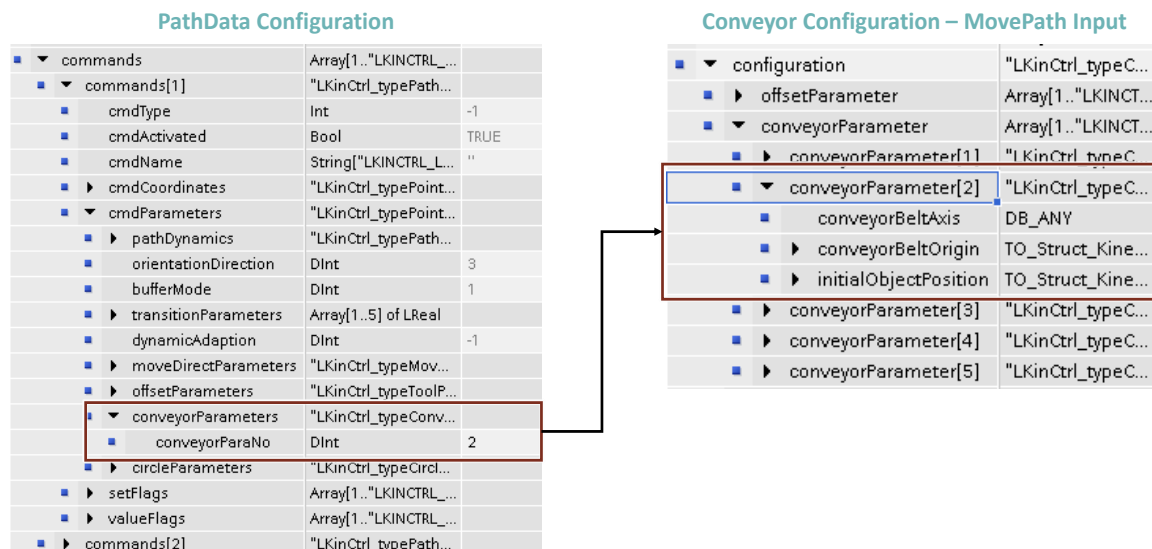 PathData Configuration
commands Array[1.."LKINCTRL_...
commands[1] "LKinCtrl_typePath...
cmdType Int -1
cmdActivated Bool TRUE
cmdName String["LKINCTRL_L... ''
cmdCoordinates "LKinCtrl_typePoint...
cmdParameters "LKinCtrl_typePoint...
pathDynamics "LKinCtrl_typePath...
orientationDirection DInt 3
bufferMode DInt 1
transitionParameters Array[1..5] of LReal
dynamicAdaption DInt -1
moveDirectParameters "LKinCtrl_typeMov...
offsetParameters "LKinCtrl_typeToolP...
conveyorParameters "LKinCtrl_typeConv...
conveyorParaNo DInt 2
circleParameters "LKinCtrl_typeCircl...
setFlags Array[1.."LKINCTRL_...
valueFlags Array[1.."LKINCTRL_...
commands[2] "LKinCtrl_typePath...
Conveyor Configuration – MovePath Input
configuration "LKinCtrl_typeC...
offsetParameter Array[1.."LKINCT...
conveyorParameter Array[1.."LKINCT...
conveyorParameter[1] "LKinCtrl_typeC...
conveyorParameter[2] "LKinCtrl_typeC...
conveyorBeltAxis DB_ANY
conveyorBeltOrigin TO_Struct_Kine...
initialObjectPosition TO_Struct_Kine...
conveyorParameter[3] "LKinCtrl_typeC...
conveyorParameter[4] "LKinCtrl_typeC...
conveyorParameter[5] "LKinCtrl_typeC...